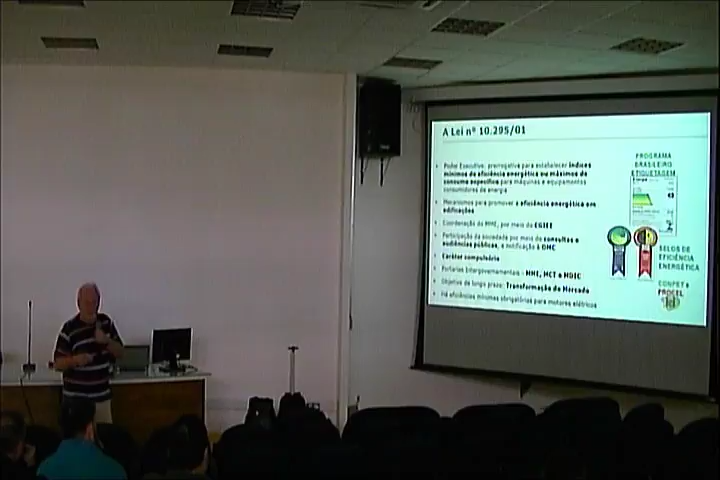 A Lei nº 10.295/01
Poder Executivo: prerrogativa para estabelecer índices
mínimos de eficiência energética ou máximos de
consumo específico para máquinas e equipamentos
consumidores de energia
Mecanismos para promover a eficiência energética em
edificações
Coordenação do MME, por meio do CGIEE
Participação da sociedade por meio de consultas e
audiências públicas, e notificação à OMC
Caráter compulsório
Portarias Intergovernamentais - MME, MCT e MDIC
Objetivo de longo prazo: Transformação do Mercado
Há eficiências mínimas obrigatórias para motores elétricos
PROGRAMA
BRASILEIRO
ETIQUETAGEM
SELOS DE
EFICIÊNCIA
ENERGÉTICA
CONPET e
PROCEL